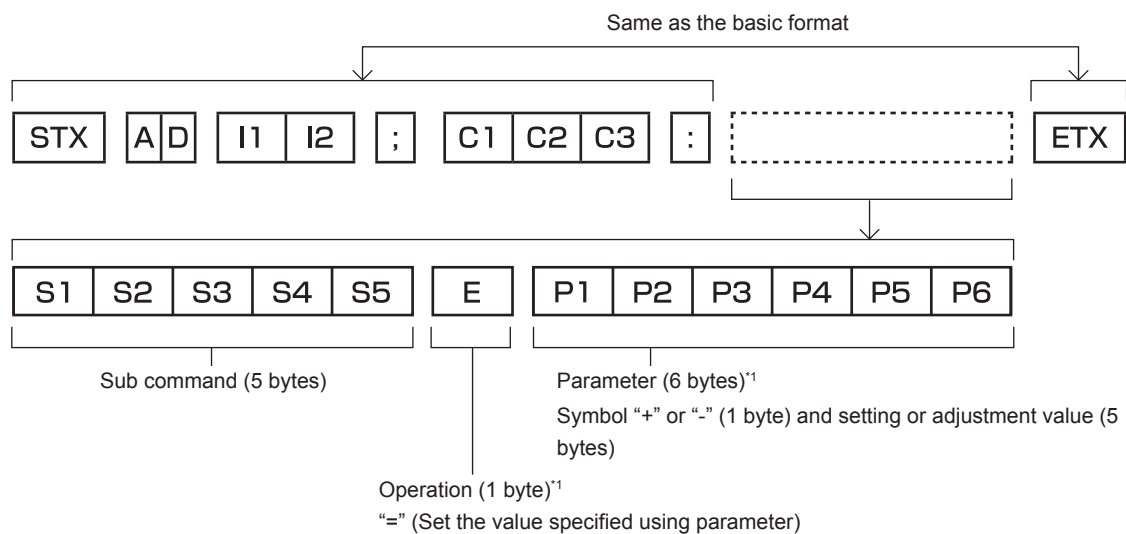 Same as the basic format
STX A D I1 I2 ; C1 C2 C3 : ETX
S1 S2 S3 S4 S5 E P1 P2 P3 P4 P5 P6
Sub command (5 bytes)
Parameter (6 bytes)*1
Symbol “+” or “-” (1 byte) and setting or adjustment value (5
bytes)
Operation (1 byte)*1
“=” (Set the value specified using parameter)